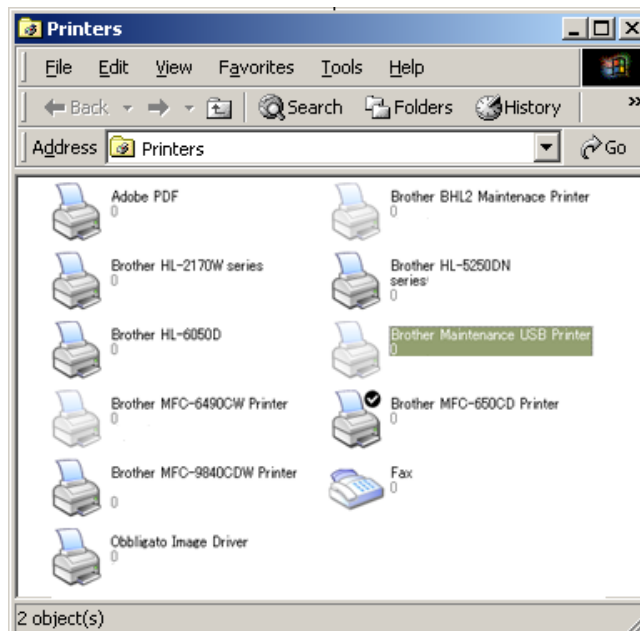 Printers
File Edit View Favorites Tools Help
Back Search Folders History »
Address Printers Go
Adobe PDF
0
Brother BHL2 Maintenace Printer
0
Brother HL-2170W series
0
Brother HL-5250DN
series
0
Brother HL-6050D
0
Brother Maintenance USB Printer
0
Brother MFC-6490CW Printer
0
Brother MFC-650CD Printer
0
Brother MFC-9840CDW Printer
0
Fax
0
Obbligato Image Driver
0
2 object(s)